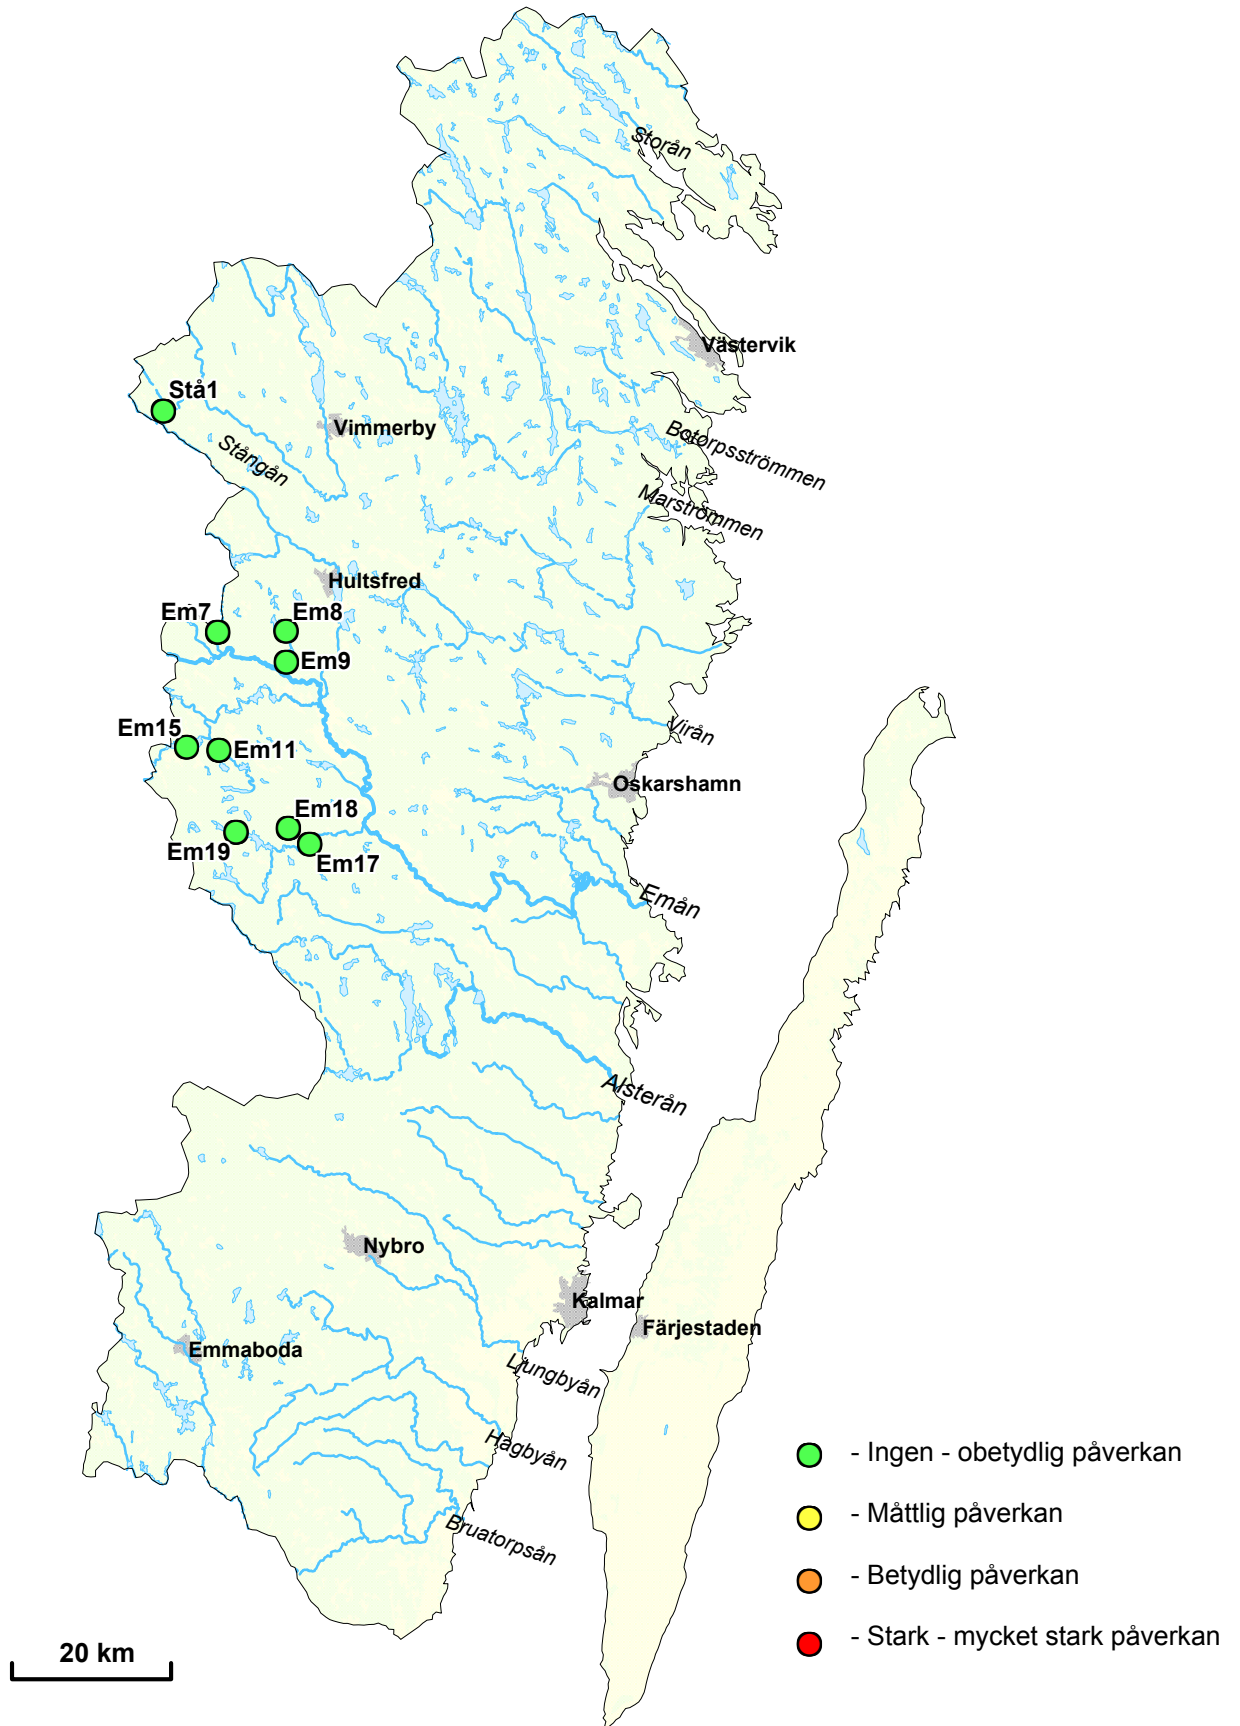 Storån
Västervik
Stå1
Vimmerby
Botorpsströmmen
Stångån
Marströmmen
Hultsfred
Em7
Em8
Em9
Em15
Em11
Virån
Oskarshamn
Em18
Em19
Em17
Emån
Alsterån
Nybro
Kalmar
Färjestaden
Emmaboda
Ljungbyån
Hagbyån
Bruatorpsån
- Ingen - obetydlig påverkan
- Måttlig påverkan
- Betydlig påverkan
- Stark - mycket stark påverkan
20 km